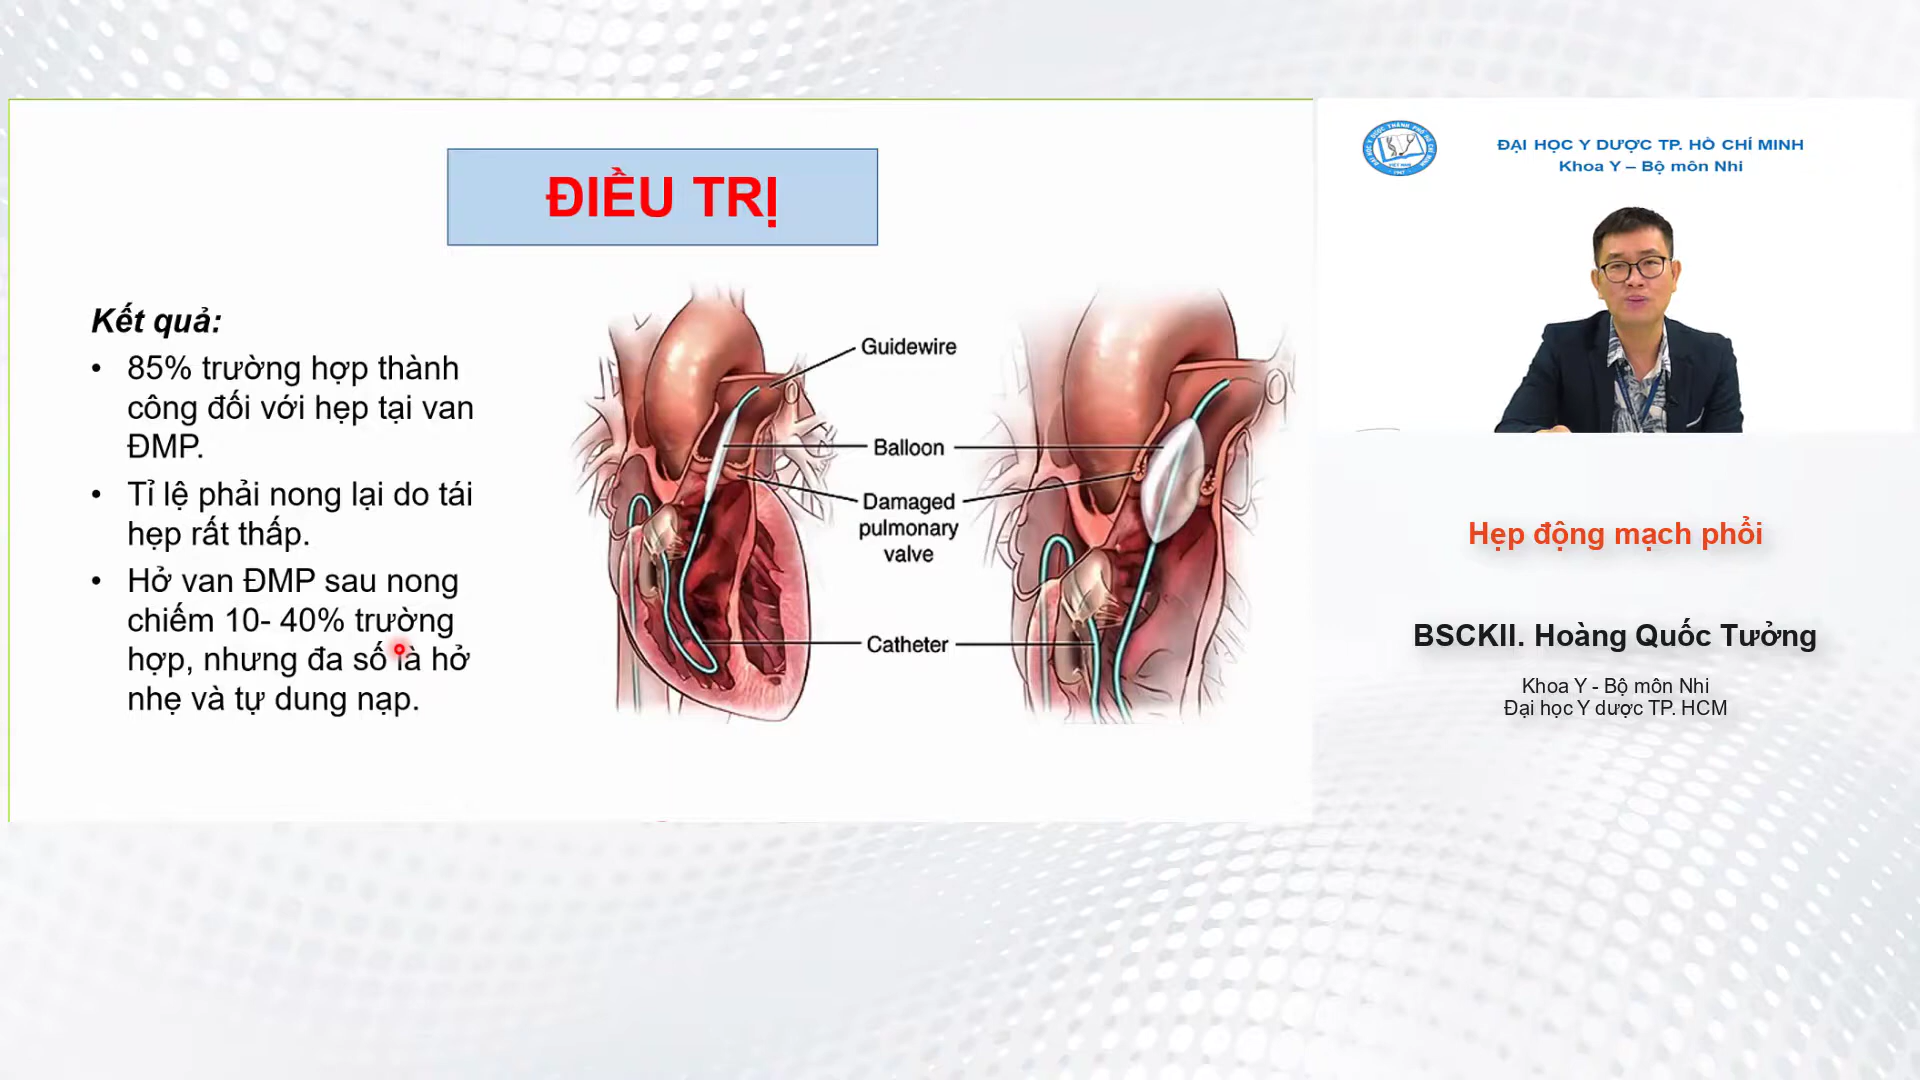 ĐIỀU TRỊ
Kết quả:
• 85% trường hợp thành
công đối với hẹp tại van
ĐMP.
• Tỉ lệ phải nong lại do tái
hẹp rất thấp.
• Hở van ĐMP sau nong
chiếm 10- 40% trường
hợp, nhưng đa số là hở
nhẹ và tự dung nạp.
Guidewire
Balloon
Damaged
pulmonary
valve
Catheter
ĐẠI HỌC Y DƯỢC TP. HỒ CHÍ MINH
Khoa Y – Bộ môn Nhi
Hẹp động mạch phổi
BSCKII. Hoàng Quốc Tưởng
Khoa Y - Bộ môn Nhi
Đại học Y dược TP. HCM